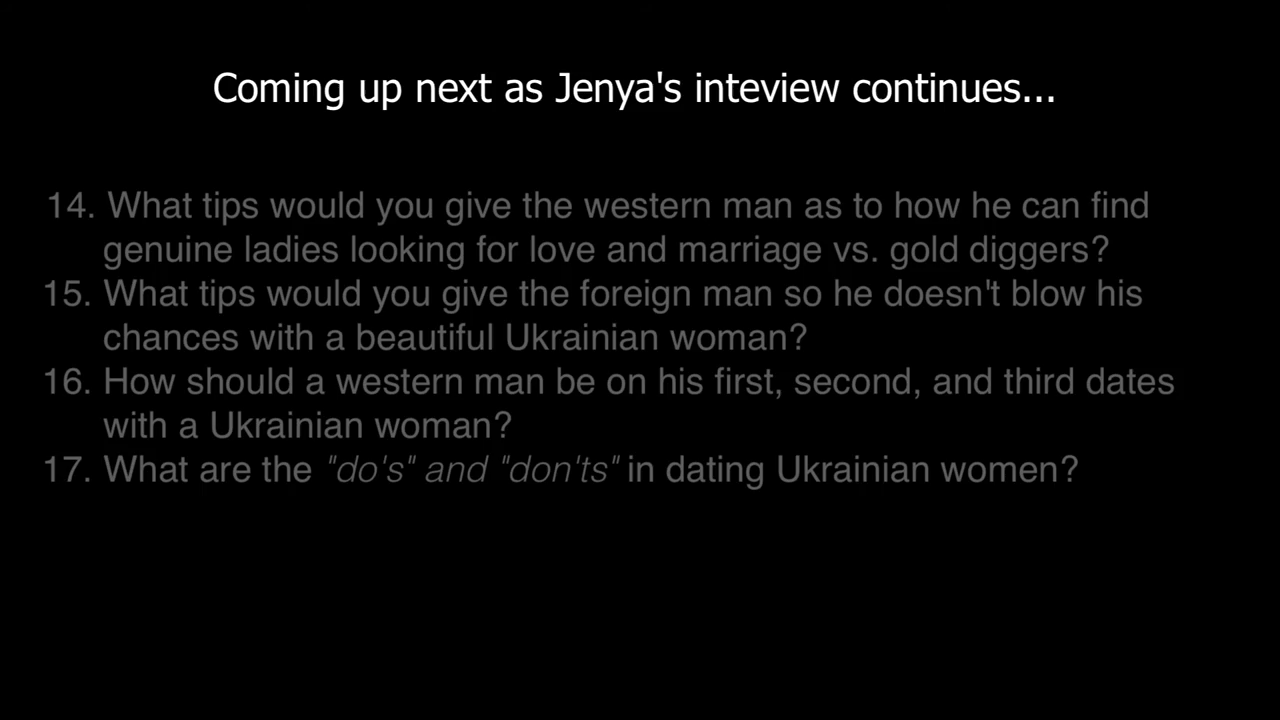 Coming up next as Jenya's inteview continues...
14. What tips would you give the western man as to how he can find
genuine ladies looking for love and marriage vs. gold diggers?
15. What tips would you give the foreign man so he doesn't blow his
chances with a beautiful Ukrainian woman?
16. How should a western man be on his first, second, and third dates
with a Ukrainian woman?
17. What are the "do's" and "don'ts" in dating Ukrainian women?